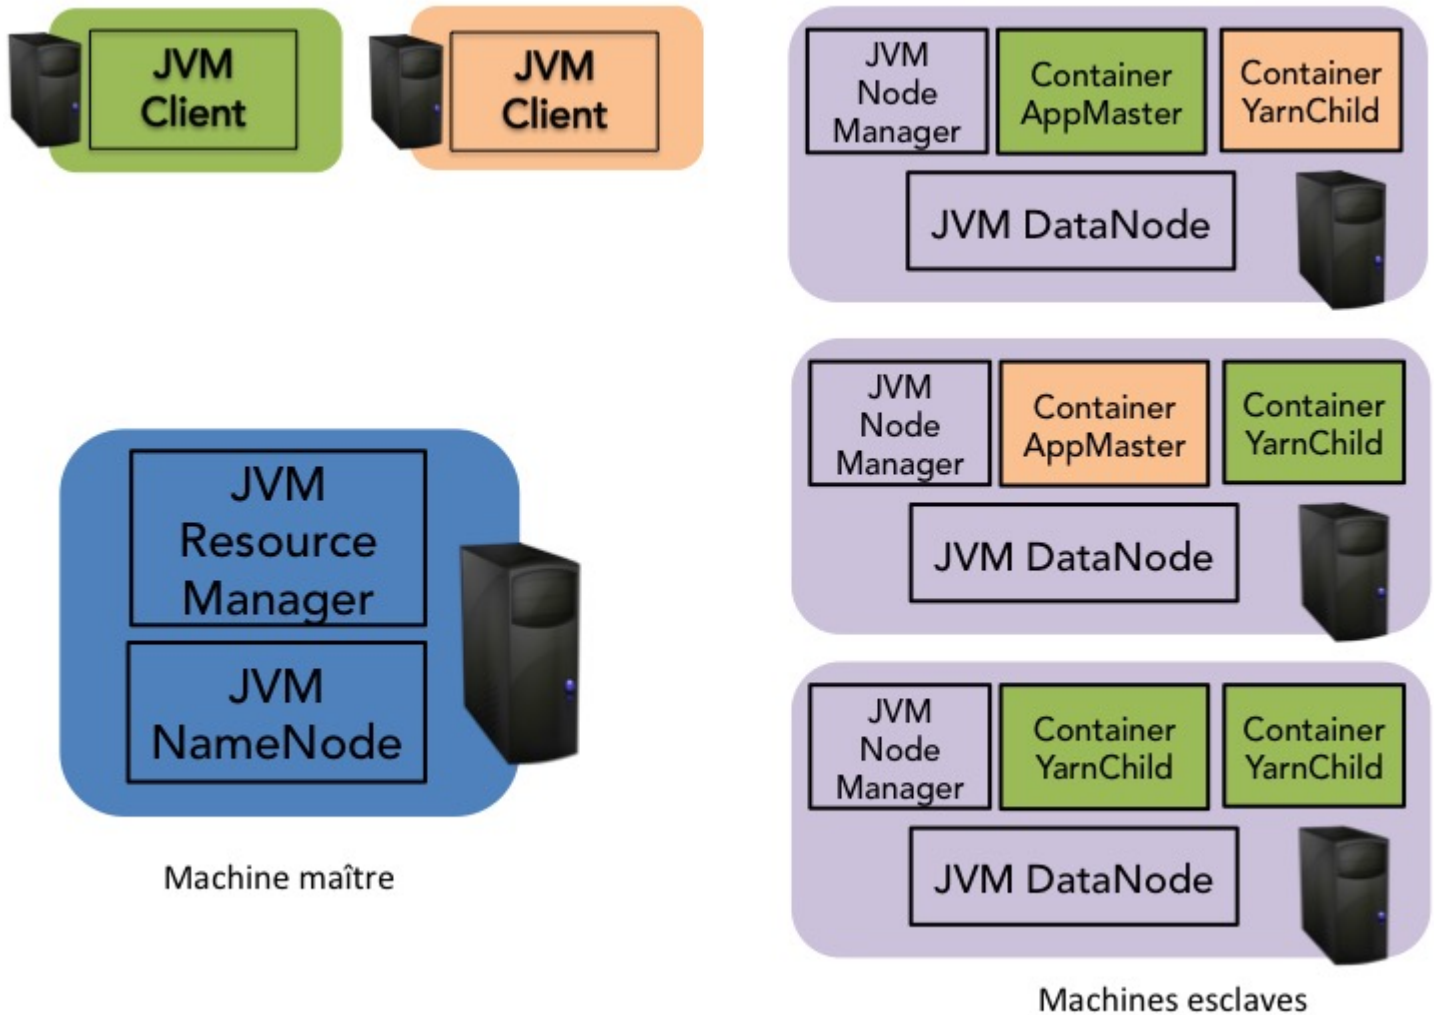 JVM
Client
JVM
Client
JVM
Resource
Manager
JVM
NameNode
Machine maître
JVM
Node
Manager
Container
AppMaster
Container
YarnChild
JVM DataNode
JVM
Node
Manager
Container
AppMaster
Container
YarnChild
JVM DataNode
JVM
Node
Manager
Container
YarnChild
Container
YarnChild
JVM DataNode
Machines esclaves